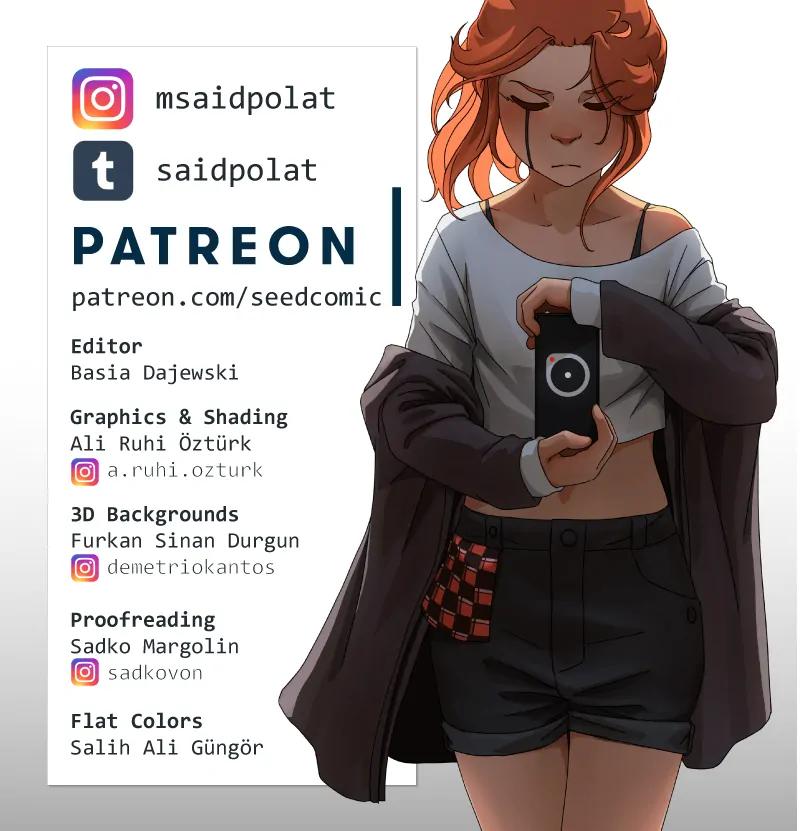 msaidpolat
t saidpolat
PATREON
patreon.com/seedcomic
Editor
Basia Dajewski
Graphics & Shading
Ali Ruhi Öztürk
a.ruhi.ozturk
3D Backgrounds
Furkan Sinan Durgun
demetriokantos
Proofreading
Sadko Margolin
sadkovon
Flat Colors
Salih Ali Güngör